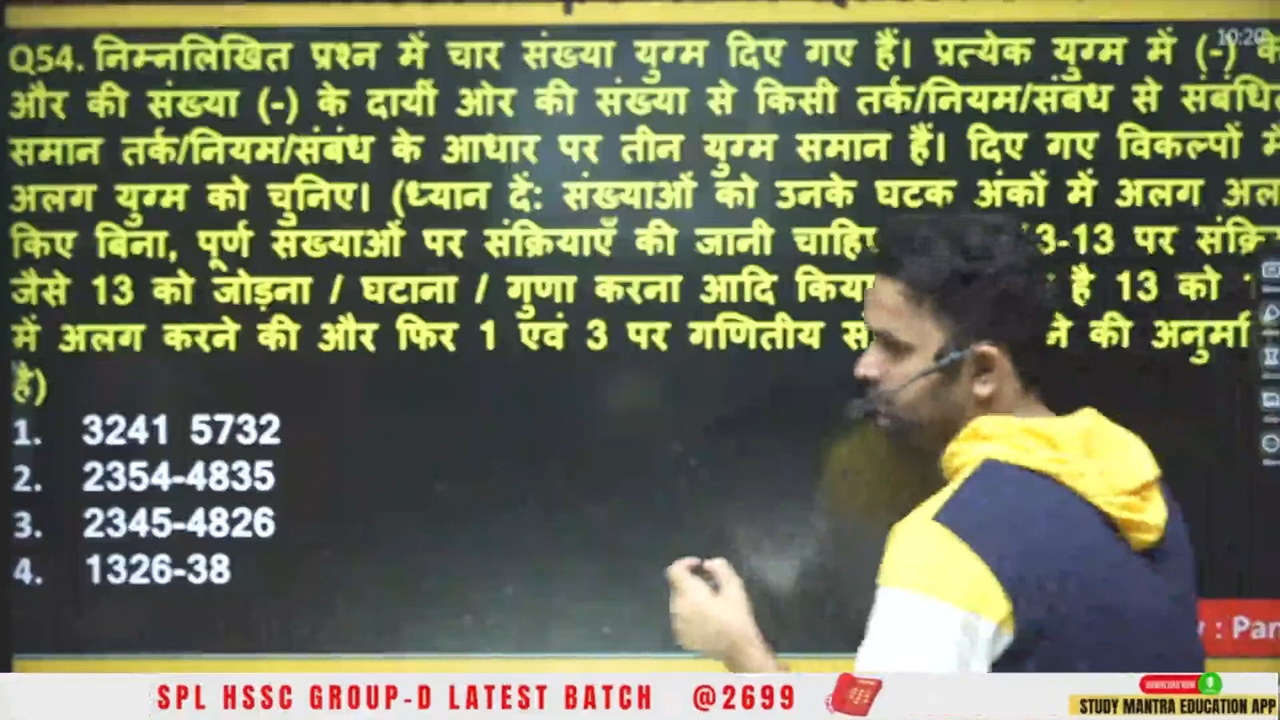 10:20
Q54. निम्नलिखित प्रश्न में चार संख्या युग्म दिए गए हैं। प्रत्येक युग्म में (-)
और की संख्या (-) के दायीं ओर की संख्या से किसी तर्क/नियम/संबंध से
समान तर्क/नियम/संबंध के आधार पर तीन युग्म समान हैं। दिए गए विकल्पों
अलग युग्म को चुनिए। (ध्यान दें: संख्याओं को उनके घटक अंकों में अलग
किए बिना, पूर्ण संख्याओं पर संक्रियाएँ की जानी 3-13 पर
जैसे 13 को जोड़ना / घटाना / गुणा करना आदि है 13 को
में अलग करने की और फिर 1 एवं 3 पर गणितीय की
है)
1. 3241 5732
2. 2354-4835
3. 2345-4826
4. 1326-38
: Pan
SPL HSSC GROUP-D LATEST BATCH @2699
STUDY MANTRA EDUCATION APP